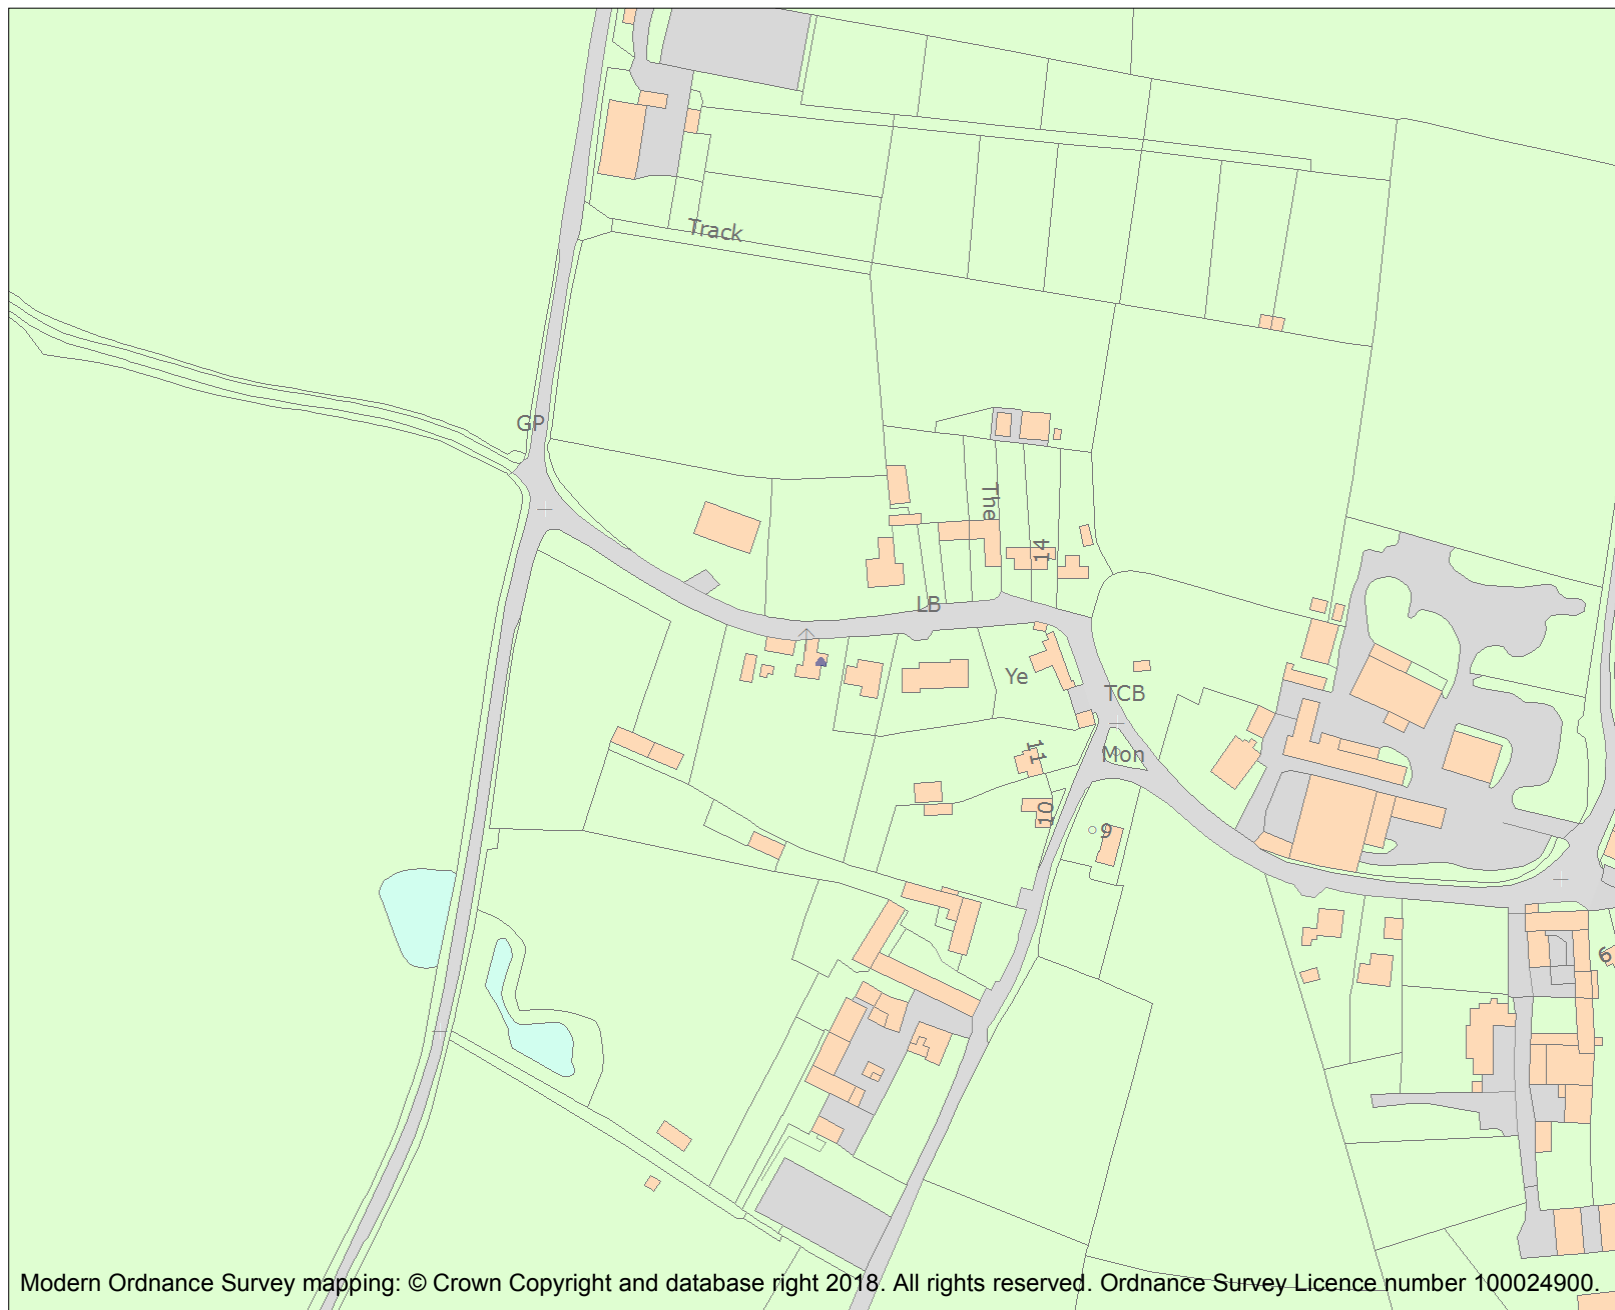 Track
GP
The
14
LB
Ye
TCB
11
Mon
10
9
6
Modern Ordnance Survey mapping: © Crown Copyright and database right 2018. All rights reserved. Ordnance Survey Licence number 100024900.